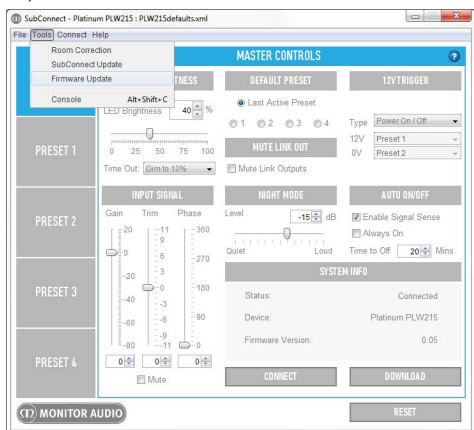 SubConnect - Platinum PLW215 : PLW215defaults.xml
File Tools Connect Help
Room Correction
SubConnect Update
Firmware Update
Console Alt+Shift+C
MASTER CONTROLS
?
TNESS
LED Brightness 40 %
0 25 50 75 100
Time Out: Dim to 10%
DEFAULT PRESET
Last Active Preset
1 2 3 4
MUTE LINK OUT
Mute Link Outputs
12V TRIGGER
Type Power On / Off
12V Preset 1
0V Preset 2
PRESET 1
PRESET 2
PRESET 3
PRESET 4
INPUT SIGNAL
Gain Trim Phase
20 11 360
9
0 6 270
-20 3
0 180
-40 -3
-60 -6 90
-9
-80 -11 0
0 0 0
Mute
NIGHT MODE
Level -15 dB
Quiet Loud
AUTO ON/OFF
Enable Signal Sense
Always On
Time to Off 20 Mins
SYSTEM INFO
Status: Connected
Device: Platinum PLW215
Firmware Version: 0.05
CONNECT
DOWNLOAD
MONITOR AUDIO
RESET